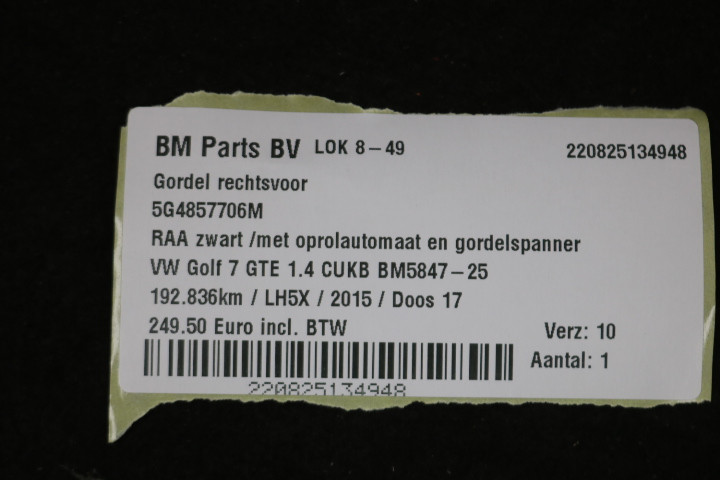 BM Parts BV LOK 8-49 220825134948
Gordel rechtsvoor
5G4857706M
RAA zwart /met oprolautomaat en gordelspanner
VW Golf 7 GTE 1.4 CUKB BM5847-25
192.836km / LH5X / 2015 / Doos 17
249.50 Euro incl. BTW Verz: 10
Aantal: 1
220825134948